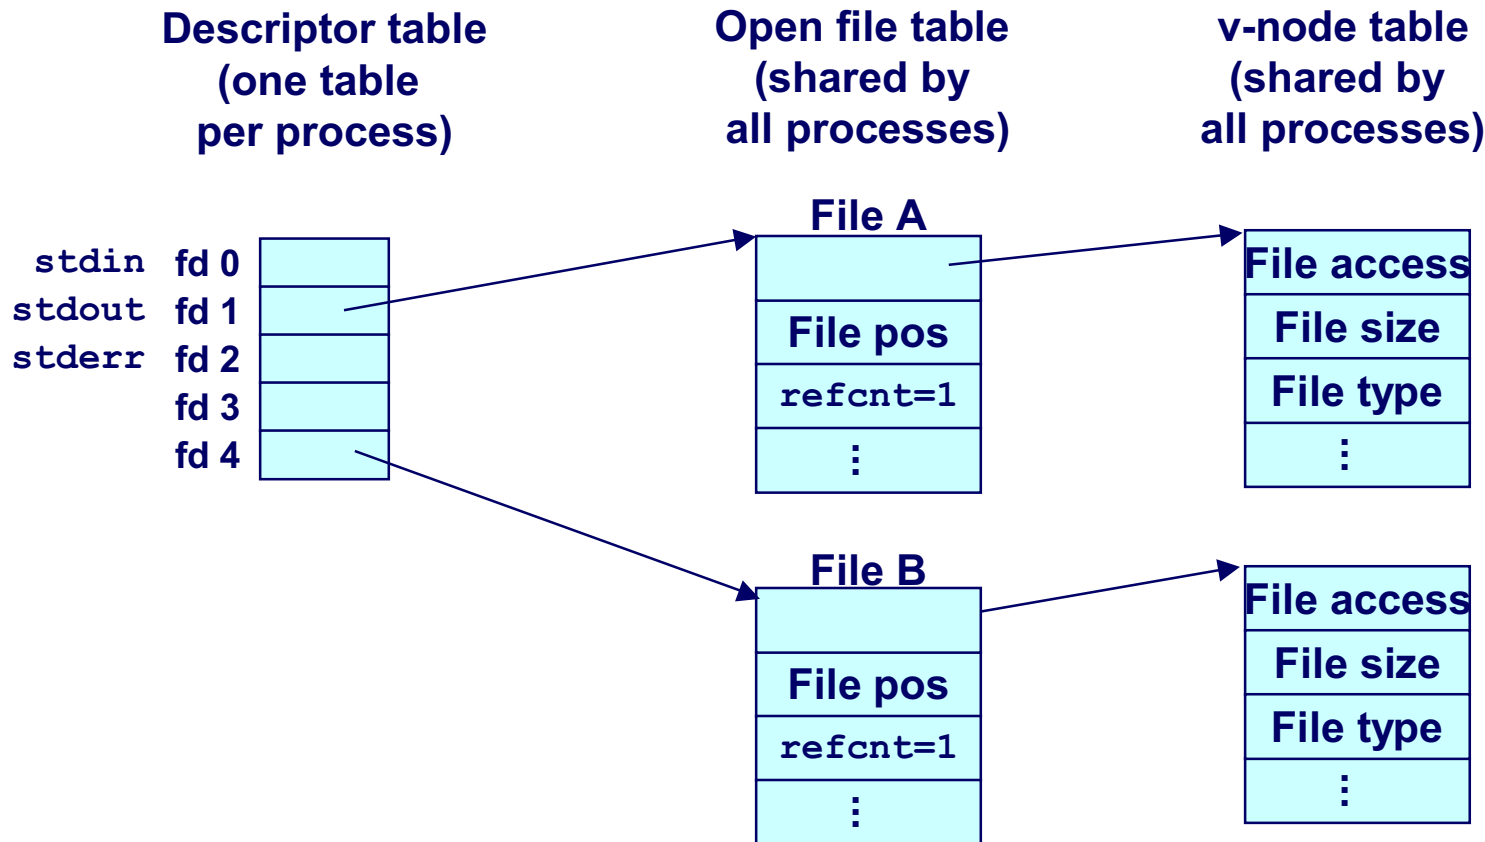 Descriptor table
(one table
per process)
Open file table
(shared by
all processes)
v-node table
(shared by
all processes)
stdin fd 0
stdout fd 1
stderr fd 2
fd 3
fd 4
File A
File pos
refcnt=1
⋮
File access
File size
File type
⋮
File B
File pos
refcnt=1
⋮
File access
File size
File type
⋮